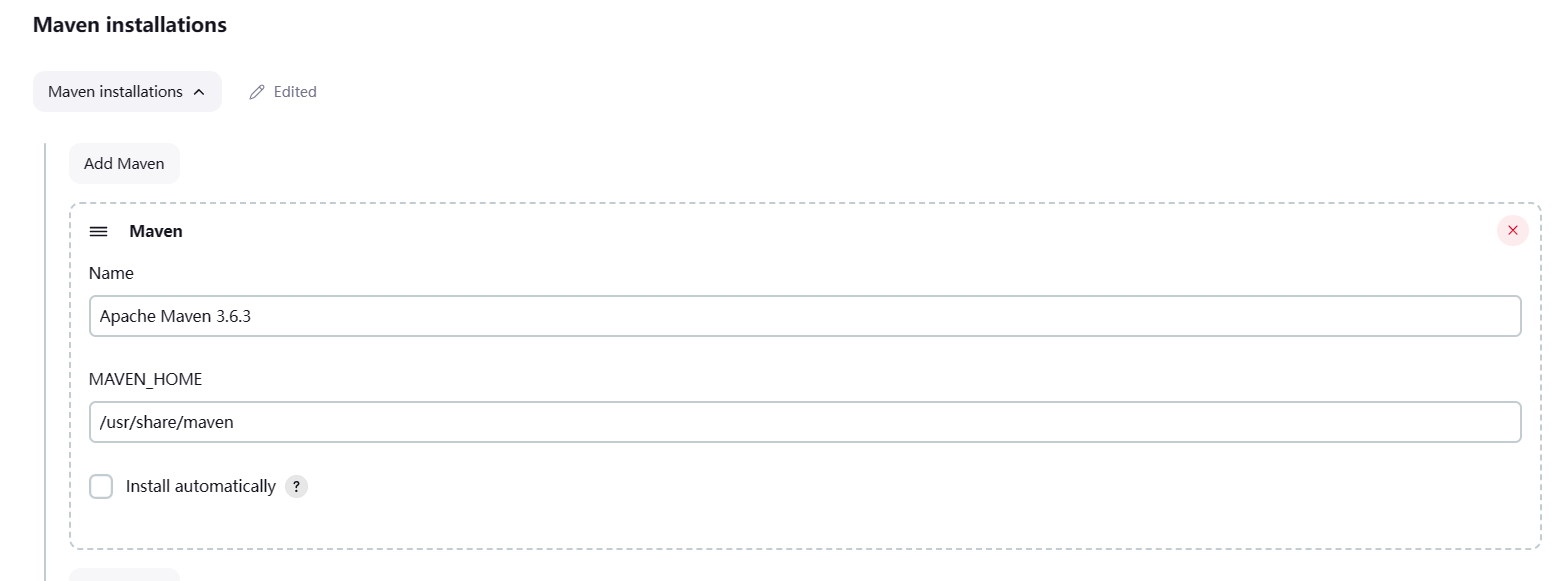 Maven installations
Maven installations
Edited
Add Maven
Maven
Name
Apache Maven 3.6.3
MAVEN_HOME
/usr/share/maven
Install automatically ?